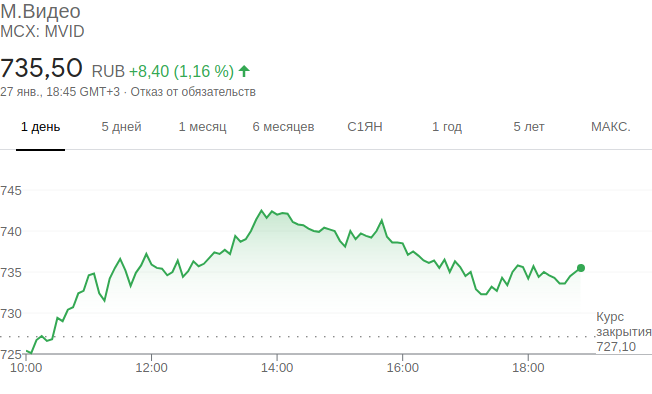 М.Видео
MCX: MVID
735,50 RUB +8,40 (1,16 %)
27 янв., 18:45 GMT+3 · Отказ от обязательств
1 день 5 дней 1 месяц 6 месяцев С1ЯН 1 год 5 лет МАКС.
745
740
735
730
Курс
закрытия
727,10
725
10:00 12:00 14:00 16:00 18:00